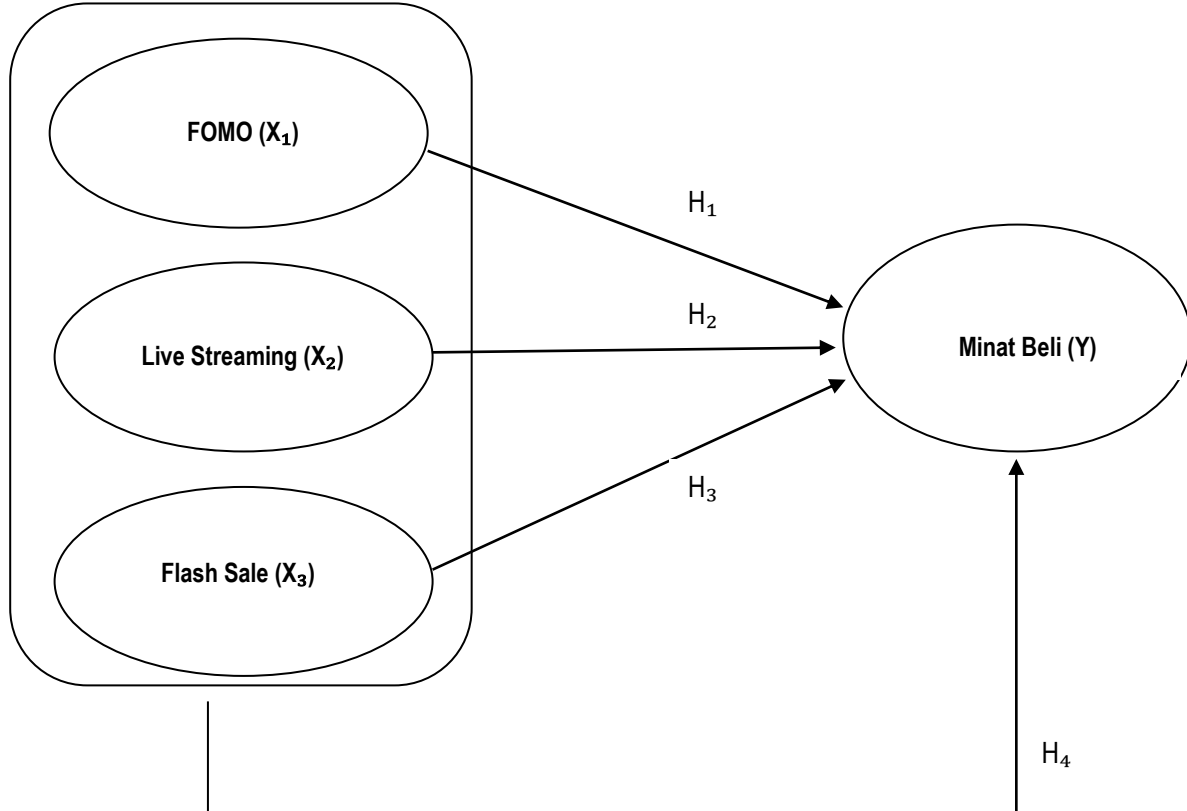 FOMO (X₁)
H₁
H₂
Live Streaming (X₂)
Minat Beli (Y)
H₃
Flash Sale (X₃)
H₄